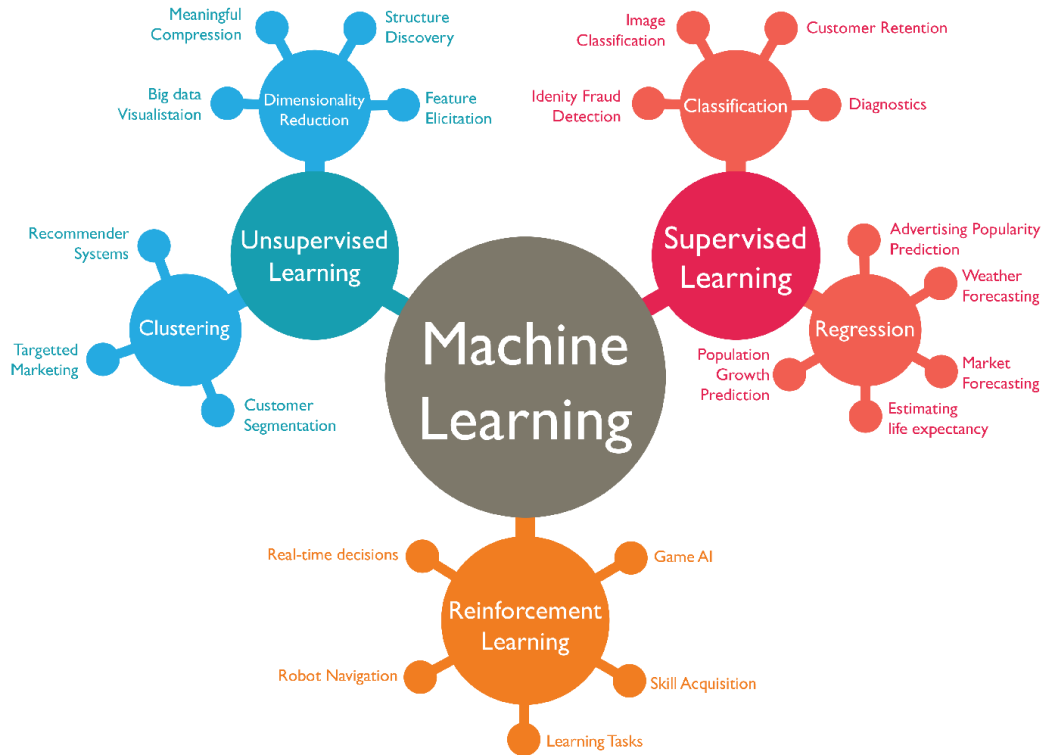 Meaningful
Compression
Structure
Discovery
Big data
Visualistaion
Dimensionality
Reduction
Feature
Elicitation
Image
Classification
Customer Retention
Idenity Fraud
Detection
Classification
Diagnostics
Unsupervised
Learning
Supervised
Learning
Recommender
Systems
Clustering
Targetted
Marketing
Customer
Segmentation
Advertising Popularity
Prediction
Weather
Forecasting
Regression
Population
Growth
Prediction
Market
Forecasting
Estimating
life expectancy
Machine
Learning
Real-time decisions
Game AI
Reinforcement
Learning
Robot Navigation
Skill Acquisition
Learning Tasks